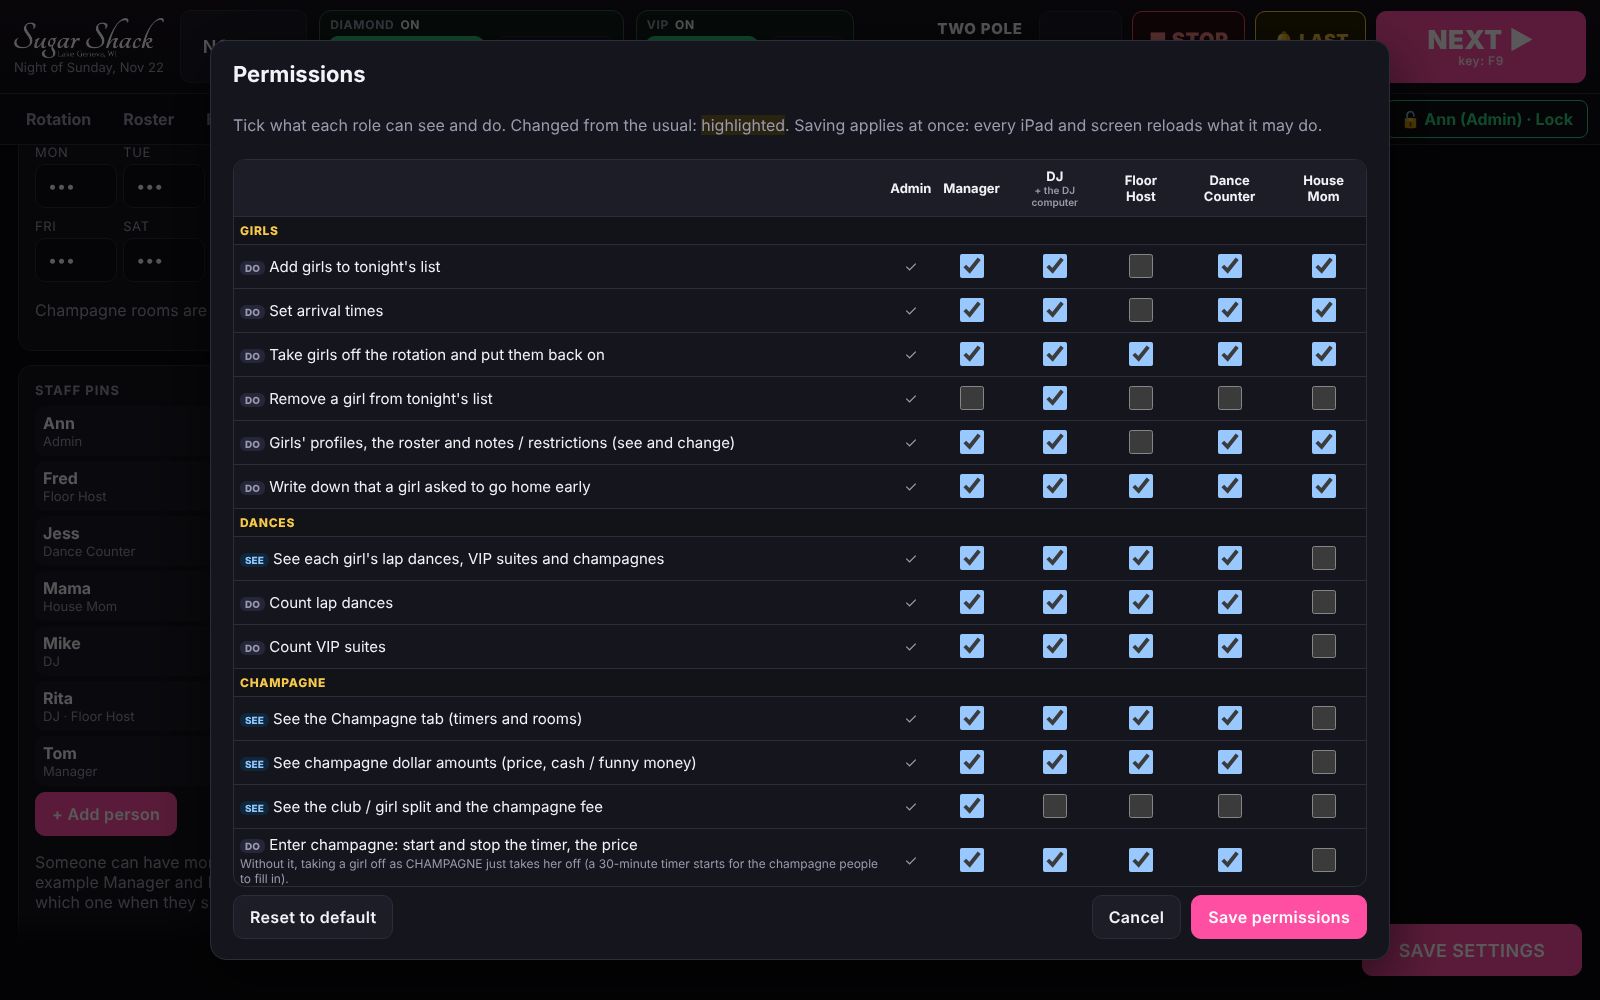 Sugar Shack
Lake Geneva, WI
Night of Sunday, Nov 22
DIAMOND ON
VIP ON
TWO POLE
STOP
LAST
NEXT ▶
key: F9
Rotation
Roster
Ann (Admin) · Lock
MON
TUE
•••
•••
FRI
SAT
•••
•••
Champagne rooms are
STAFF PINS
Ann
Admin
Fred
Floor Host
Jess
Dance Counter
Mama
House Mom
Mike
DJ
Rita
DJ · Floor Host
Tom
Manager
+ Add person
Someone can have
example Manager and
which one when they
SAVE SETTINGS
Permissions
Tick what each role can see and do. Changed from the usual: highlighted. Saving applies at once: every iPad and screen reloads what it may do.
Admin
Manager
DJ
+ the DJ
computer
Floor
Host
Dance
Counter
House
Mom
GIRLS
DO Add girls to tonight's list
DO Set arrival times
DO Take girls off the rotation and put them back on
DO Remove a girl from tonight's list
DO Girls' profiles, the roster and notes / restrictions (see and change)
DO Write down that a girl asked to go home early
DANCES
SEE See each girl's lap dances, VIP suites and champagnes
DO Count lap dances
DO Count VIP suites
CHAMPAGNE
SEE See the Champagne tab (timers and rooms)
SEE See champagne dollar amounts (price, cash / funny money)
SEE See the club / girl split and the champagne fee
DO Enter champagne: start and stop the timer, the price
Without it, taking a girl off as CHAMPAGNE just takes her off (a 30-minute timer starts for the champagne people
to fill in).
Reset to default
Cancel
Save permissions